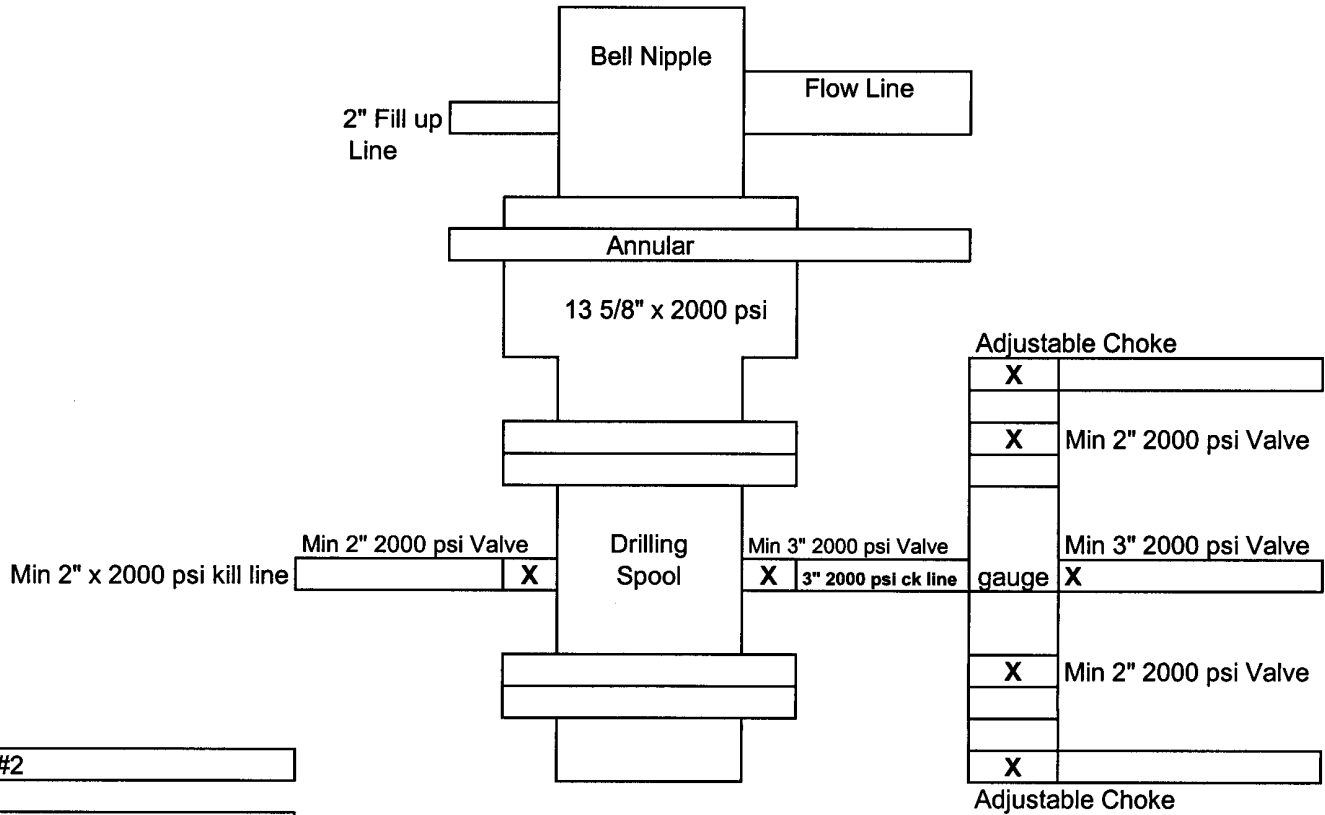 Bell Nipple
Flow Line
2" Fill up
Line
Annular
13 5/8" x 2000 psi
Adjustable Choke
X
X
Min 2" 2000 psi Valve
Min 2" 2000 psi Valve
Drilling
Spool
Min 3" 2000 psi Valve
Min 3" 2000 psi Valve
Min 2" x 2000 psi kill line
X
X
3" 2000 psi ck line
gauge
X
X
Min 2" 2000 psi Valve
#2
X
Adjustable Choke